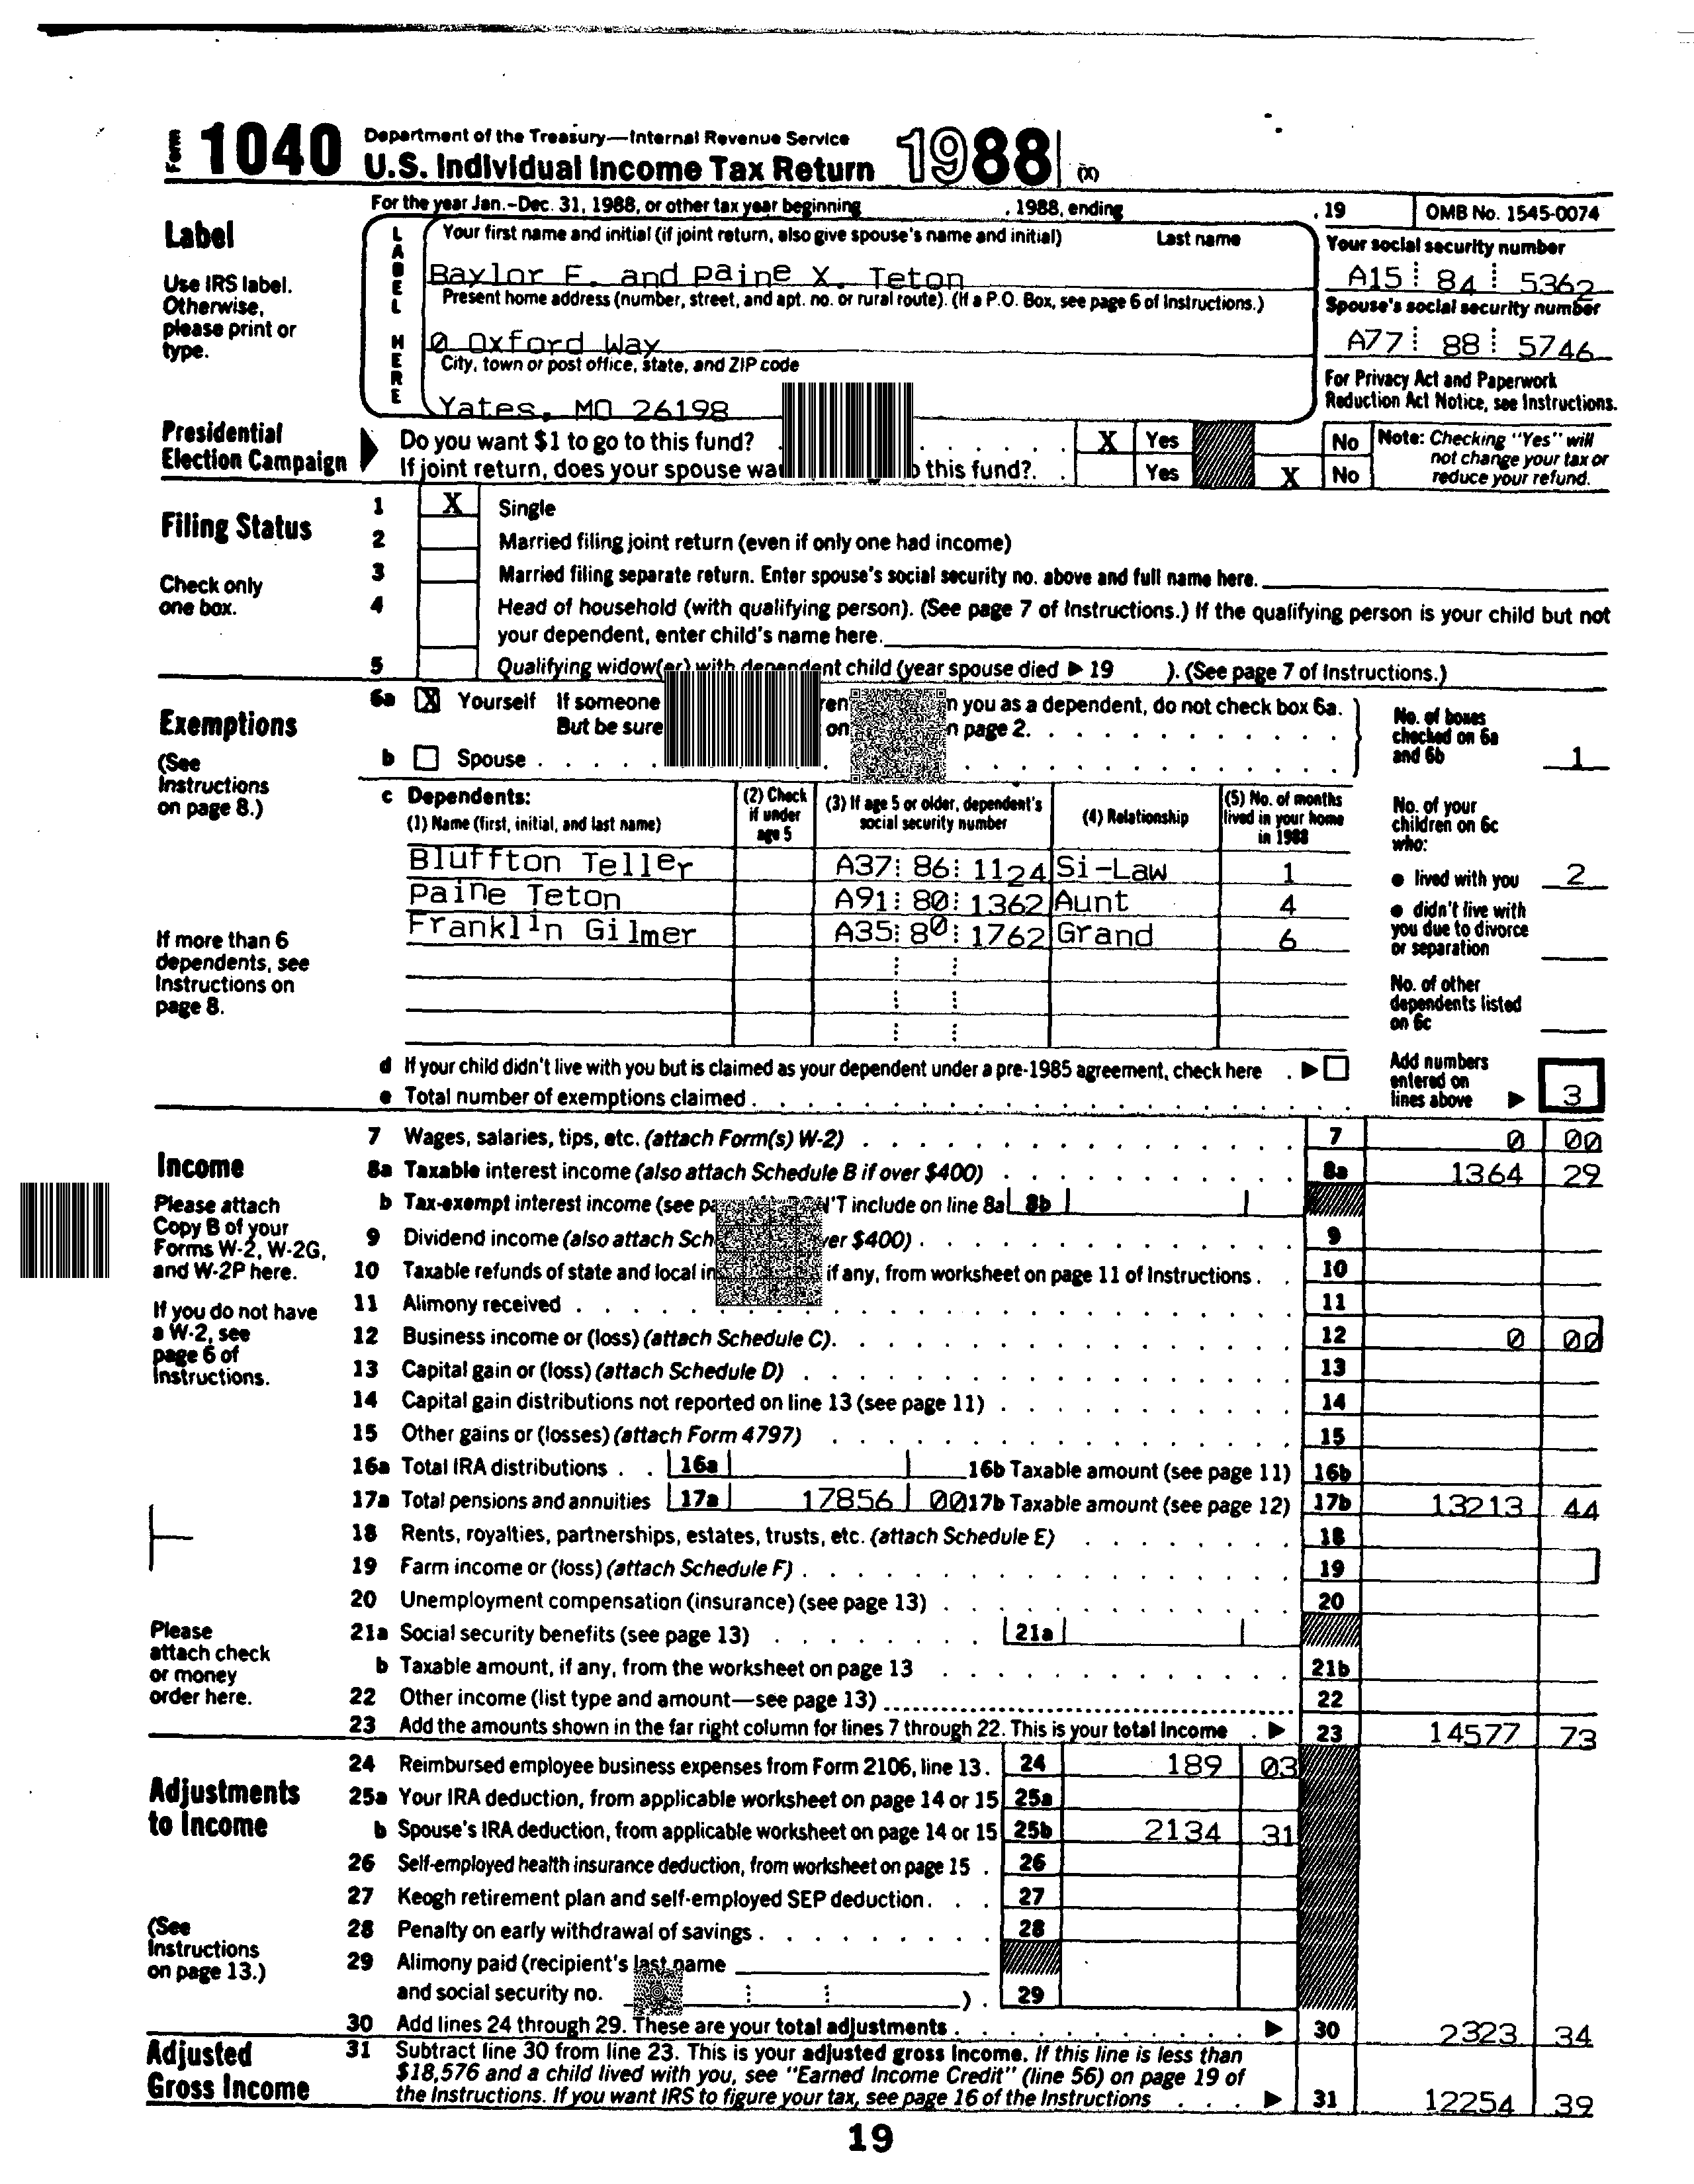 Form 1040 Department of the Treasury—Internal Revenue Service
U.S. Individual Income Tax Return 1988 (X)
For the year Jan.–Dec. 31, 1988, or other tax year beginning , 1988, ending , 19 OMB No. 1545-0074
Label
Use IRS label.
Otherwise,
please print or
type.
LABEL HERE
Your first name and initial (if joint return, also give spouse's name and initial) Last name
Baylor F. and Paine X. Teton
Present home address (number, street, and apt. no. or rural route). (If a P.O. Box, see page 6 of Instructions.)
0 Oxford Way
City, town or post office, state, and ZIP code
Yates, MO 26198
Your social security number
A15 84 5362
Spouse's social security number
A77 88 5746
For Privacy Act and Paperwork
Reduction Act Notice, see Instructions.
Presidential
Election Campaign
Do you want $1 to go to this fund? X Yes No
If joint return, does your spouse this fund? Yes X No
Note: Checking "Yes" will
not change your tax or
reduce your refund.
Filing Status
Check only
one box.
1 X Single
2 Married filing joint return (even if only one had income)
3 Married filing separate return. Enter spouse's social security no. above and full name here.
4 Head of household (with qualifying person). (See page 7 of Instructions.) If the qualifying person is your child but not
your dependent, enter child's name here.
5 Qualifying widow(er) with dependent child (year spouse died ▶ 19 ). (See page 7 of Instructions.)
Exemptions
(See
Instructions
on page 8.)
6a X Yourself If someone you as a dependent, do not check box 6a.
But be sure on page 2.
b Spouse
No. of boxes
checked on 6a
and 6b 1
c Dependents:
(1) Name (first, initial, and last name)
(2) Check
if under
age 5
(3) If age 5 or older, dependent's
social security number
(4) Relationship
(5) No. of months
lived in your home
in 1988
Bluffton Teller A37 86 1124 Si-Law 1
Paine Teton A91 80 1362 Aunt 4
Franklin Gilmer A35 80 1762 Grand 6
If more than 6
dependents, see
Instructions on
page 8.
No. of your
children on 6c
who:
● lived with you 2
● didn't live with
you due to divorce
or separation
No. of other
dependents listed
on 6c
d If your child didn't live with you but is claimed as your dependent under a pre-1985 agreement, check here ▶
e Total number of exemptions claimed
Add numbers
entered on
lines above ▶ 3
Income
Please attach
Copy B of your
Forms W-2, W-2G,
and W-2P here.
If you do not have
a W-2, see
page 6 of
Instructions.
Please
attach check
or money
order here.
7 Wages, salaries, tips, etc. (attach Form(s) W-2) 7 0 00
8a Taxable interest income (also attach Schedule B if over $400) 8a 1364 29
b Tax-exempt interest income (see include on line 8a 8b
9 Dividend income (also attach $400) 9
10 Taxable refunds of state and local if any, from worksheet on page 11 of Instructions 10
11 Alimony received 11
12 Business income or (loss) (attach Schedule C) 12 0 00
13 Capital gain or (loss) (attach Schedule D) 13
14 Capital gain distributions not reported on line 13 (see page 11) 14
15 Other gains or (losses) (attach Form 4797) 15
16a Total IRA distributions 16a 16b Taxable amount (see page 11) 16b
17a Total pensions and annuities 17a 17856 00 17b Taxable amount (see page 12) 17b 13213 44
18 Rents, royalties, partnerships, estates, trusts, etc. (attach Schedule E) 18
19 Farm income or (loss) (attach Schedule F) 19
20 Unemployment compensation (insurance) (see page 13) 20
21a Social security benefits (see page 13) 21a
b Taxable amount, if any, from the worksheet on page 13 21b
22 Other income (list type and amount—see page 13) 22
23 Add the amounts shown in the far right column for lines 7 through 22. This is your total income ▶ 23 14577 73
Adjustments
to Income
(See
Instructions
on page 13.)
24 Reimbursed employee business expenses from Form 2106, line 13. 24 189 03
25a Your IRA deduction, from applicable worksheet on page 14 or 15 25a
b Spouse's IRA deduction, from applicable worksheet on page 14 or 15 25b 2134 31
26 Self-employed health insurance deduction, from worksheet on page 15 26
27 Keogh retirement plan and self-employed SEP deduction 27
28 Penalty on early withdrawal of savings 28
29 Alimony paid (recipient's last name
and social security no. ) 29
30 Add lines 24 through 29. These are your total adjustments ▶ 30 2323 34
Adjusted
Gross Income
31 Subtract line 30 from line 23. This is your adjusted gross income. If this line is less than
$18,576 and a child lived with you, see "Earned Income Credit" (line 56) on page 19 of
the Instructions. If you want IRS to figure your tax, see page 16 of the Instructions ▶ 31 12254 39
19